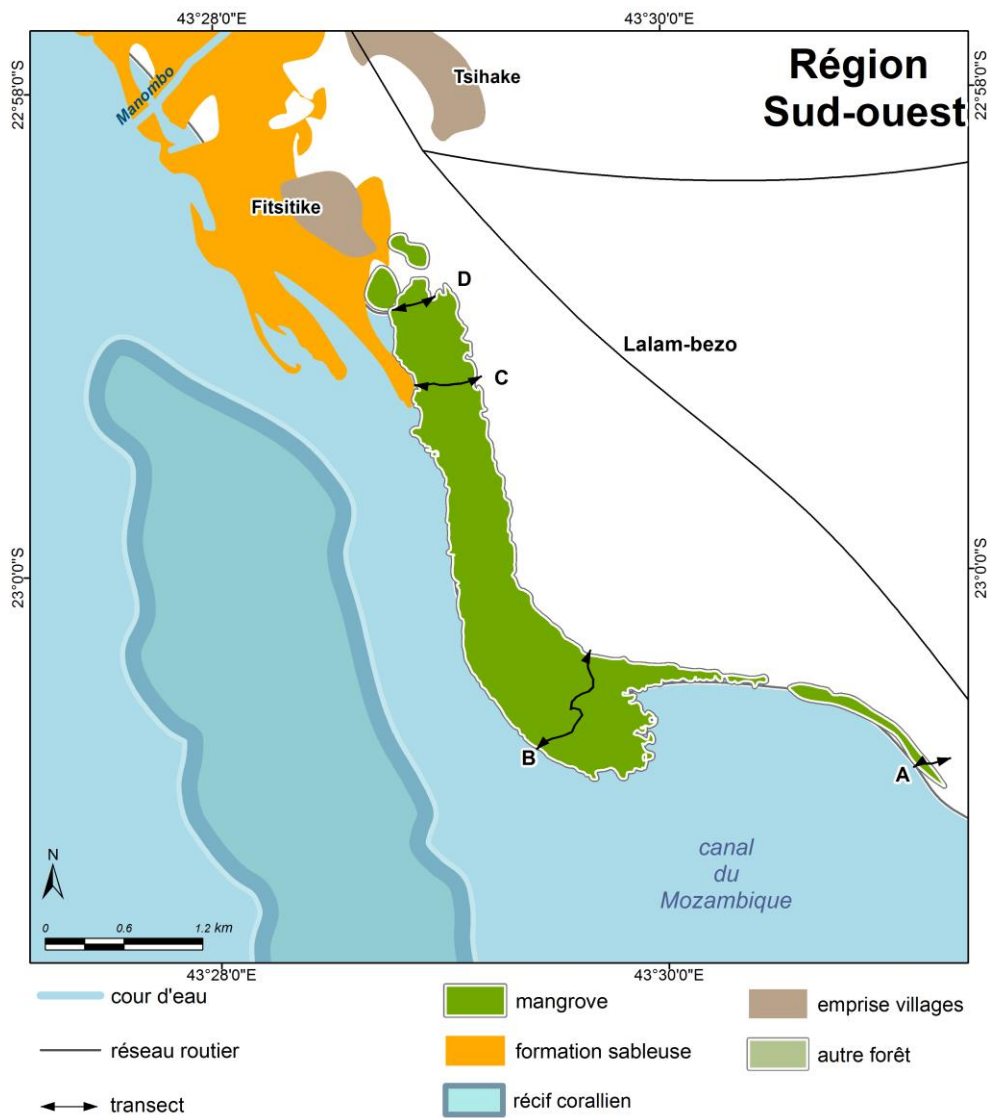 43°28'0"E
43°30'0"E
22°58'0"S
22°58'0"S
Manombo
Tsihake
Région
Sud-ouest
Fitsitike
D
Lalam-bezo
C
23°0'0"S
23°0'0"S
B
A
canal
du
Mozambique
N
0 0.6 1.2 km
43°28'0"E
43°30'0"E
cour d'eau
mangrove
emprise villages
réseau routier
formation sableuse
autre forêt
transect
récif corallien